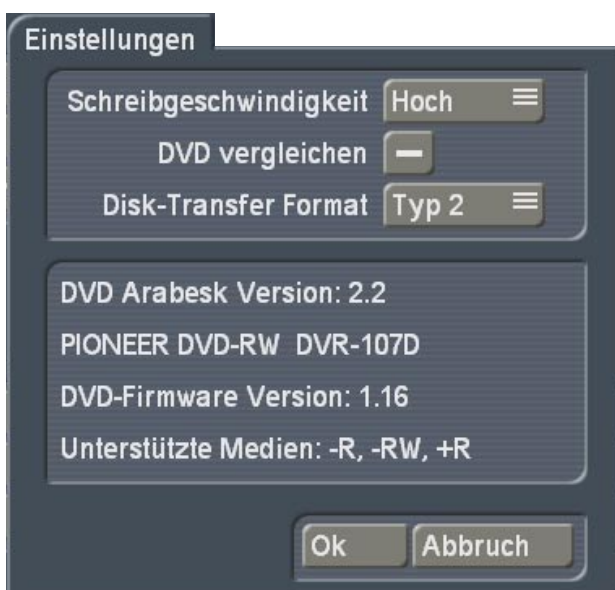 Einstellungen
Schreibgeschwindigkeit Hoch
DVD vergleichen
Disk-Transfer Format Typ 2
DVD Arabesk Version: 2.2
PIONEER DVD-RW DVR-107D
DVD-Firmware Version: 1.16
Unterstützte Medien: -R, -RW, +R
Ok Abbruch